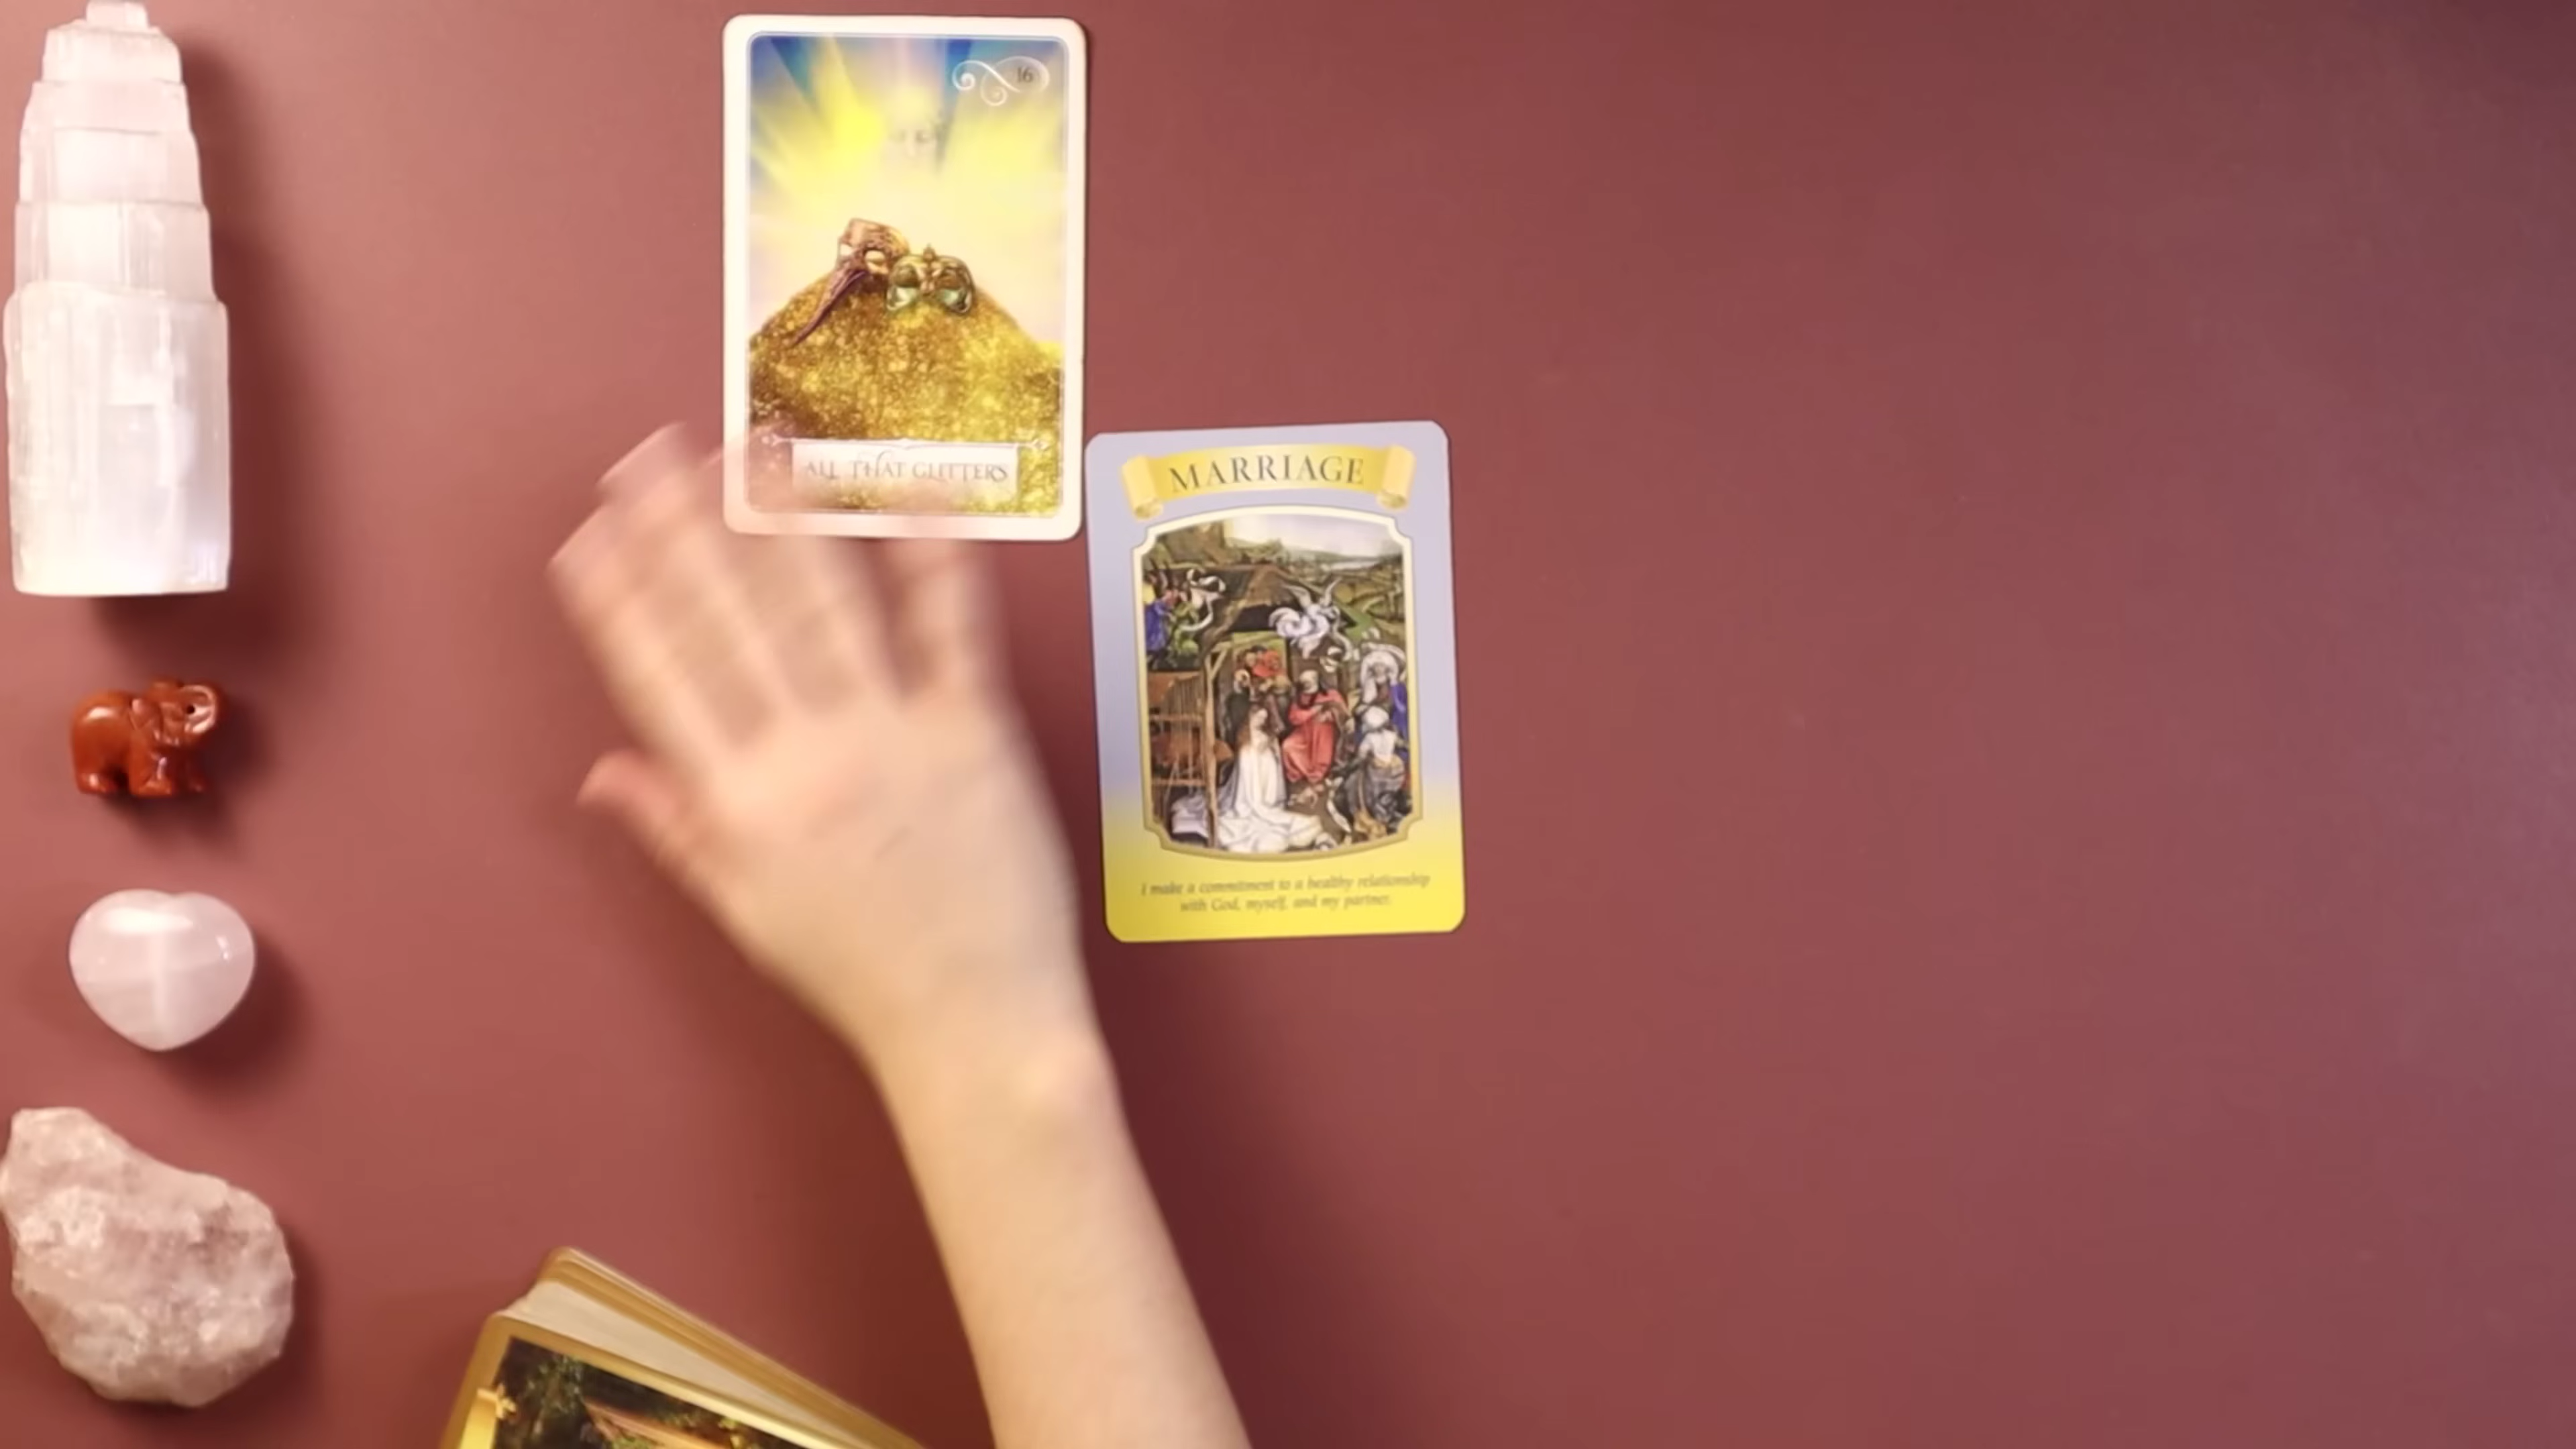 16
ALL THAT GLITTERS
MARRIAGE
I make a commitment to a healthy relationship
with God, myself, and my partner.